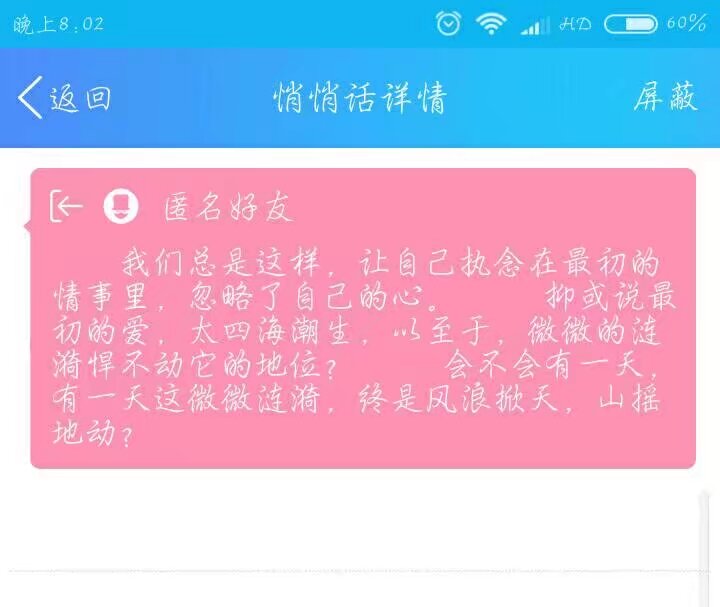 晚上8:02 HD 60%
返回 悄悄话详情 屏蔽
匿名好友
我们总是这样，让自己执念在最初的
情事里，忽略了自己的心。 抑或说最
初的爱，太四海潮生，以至于，微微的涟
漪悍不动它的地位？ 会不会有一天，
有一天这微微涟漪，终是风浪掀天，山摇
地动？